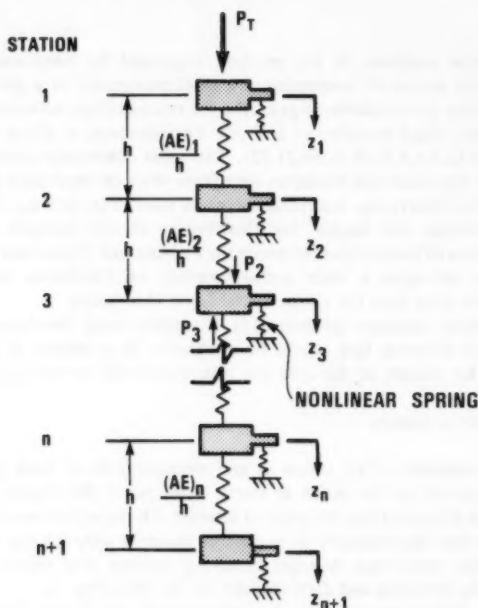 P_T
STATION
1
h
(AE)_1
h
z_1
2
h
(AE)_2
h
z_2
P_2
3
P_3
z_3
NONLINEAR SPRING
n
h
(AE)_n
h
z_n
n+1
z_{n+1}